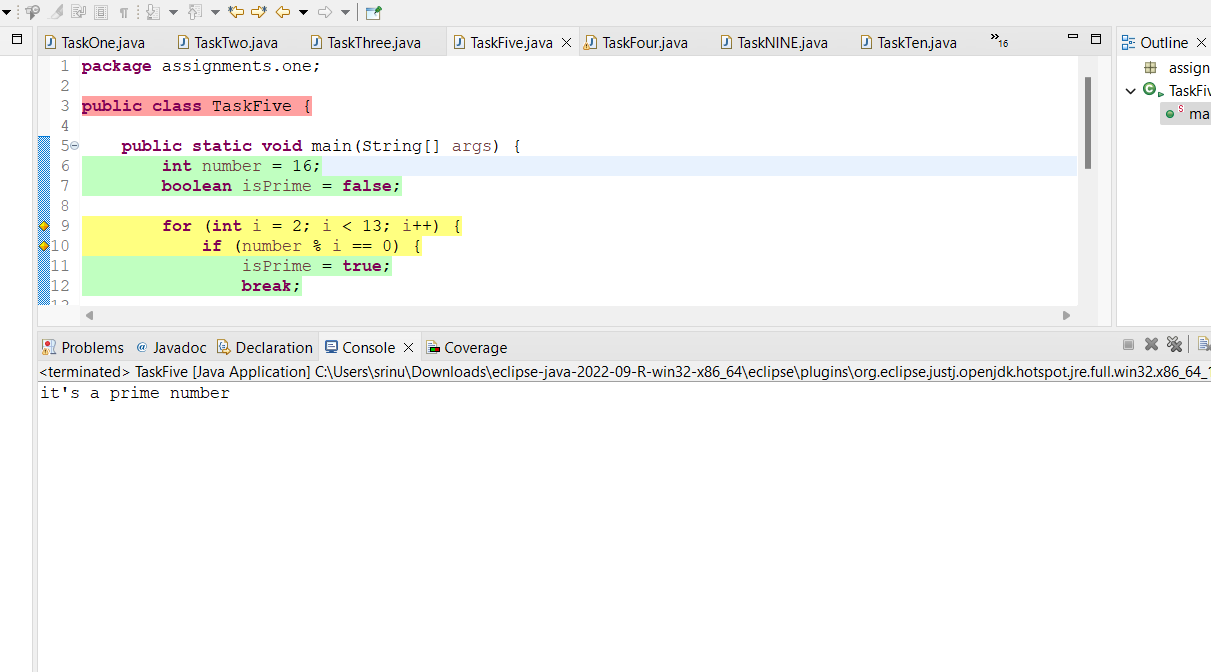 TaskOne.java TaskTwo.java TaskThree.java TaskFive.java TaskFour.java TaskNINE.java TaskTen.java »16
Outline
assign
TaskFiv
ma
1 package assignments.one;
2
3 public class TaskFive {
4
5 public static void main(String[] args) {
6 int number = 16;
7 boolean isPrime = false;
8
9 for (int i = 2; i < 13; i++) {
10 if (number % i == 0) {
11 isPrime = true;
12 break;
Problems @ Javadoc Declaration Console Coverage
<terminated> TaskFive [Java Application] C:\Users\srinu\Downloads\eclipse-java-2022-09-R-win32-x86_64\eclipse\plugins\org.eclipse.justj.openjdk.hotspot.jre.full.win32.x86_64_1
it's a prime number